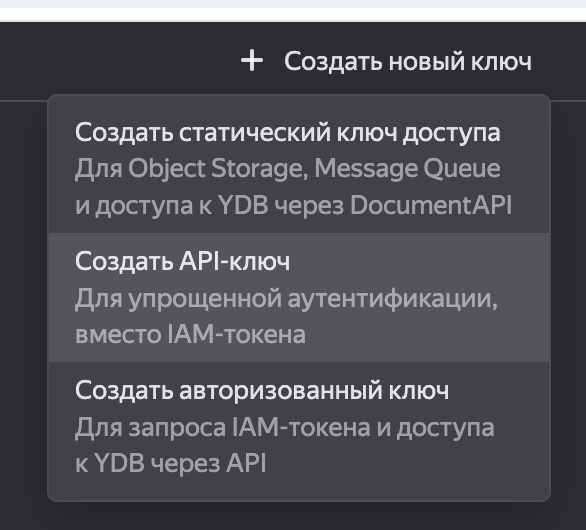 Создать новый ключ
Создать статический ключ доступа
Для Object Storage, Message Queue
и доступа к YDB через DocumentAPI
Создать API-ключ
Для упрощенной аутентификации,
вместо IAM-токена
Создать авторизованный ключ
Для запроса IAM-токена и доступа
к YDB через API